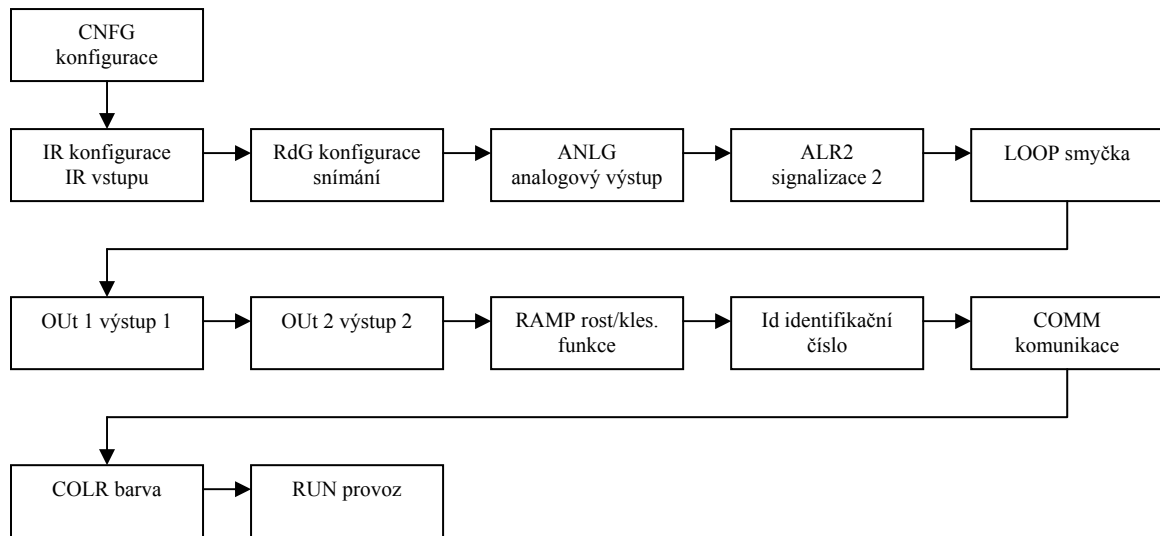 CNFG
konfigurace
IR konfigurace
IR vstupu
RdG konfigurace
snímání
ANLG
analogový výstup
ALR2
signalizace 2
LOOP smyčka
OUt 1 výstup 1
OUt 2 výstup 2
RAMP rost/kles.
funkce
Id identifikační
číslo
COMM
komunikace
COLR barva
RUN provoz